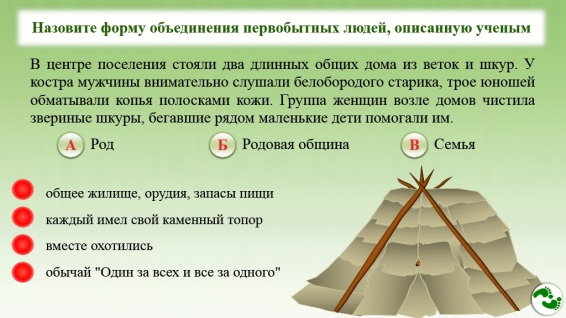 Назовите форму объединения первобытных людей, описанную ученым
В центре поселения стояли два длинных общих дома из веток и шкур. У
костра мужчины внимательно слушали белобородого старика, трое юношей
обматывали копья полосками кожи. Группа женщин возле домов чистила
звериные шкуры, бегавшие рядом маленькие дети помогали им.
А Род Б Родовая община В Семья
общее жилище, орудия, запасы пищи
каждый имел свой каменный топор
вместе охотились
обычай "Один за всех и все за одного"